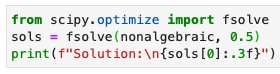 from scipy.optimize import fsolve
sols = fsolve(nonalgebraic, 0.5)
print(f"Solution:\n{sols[0]:.3f}")